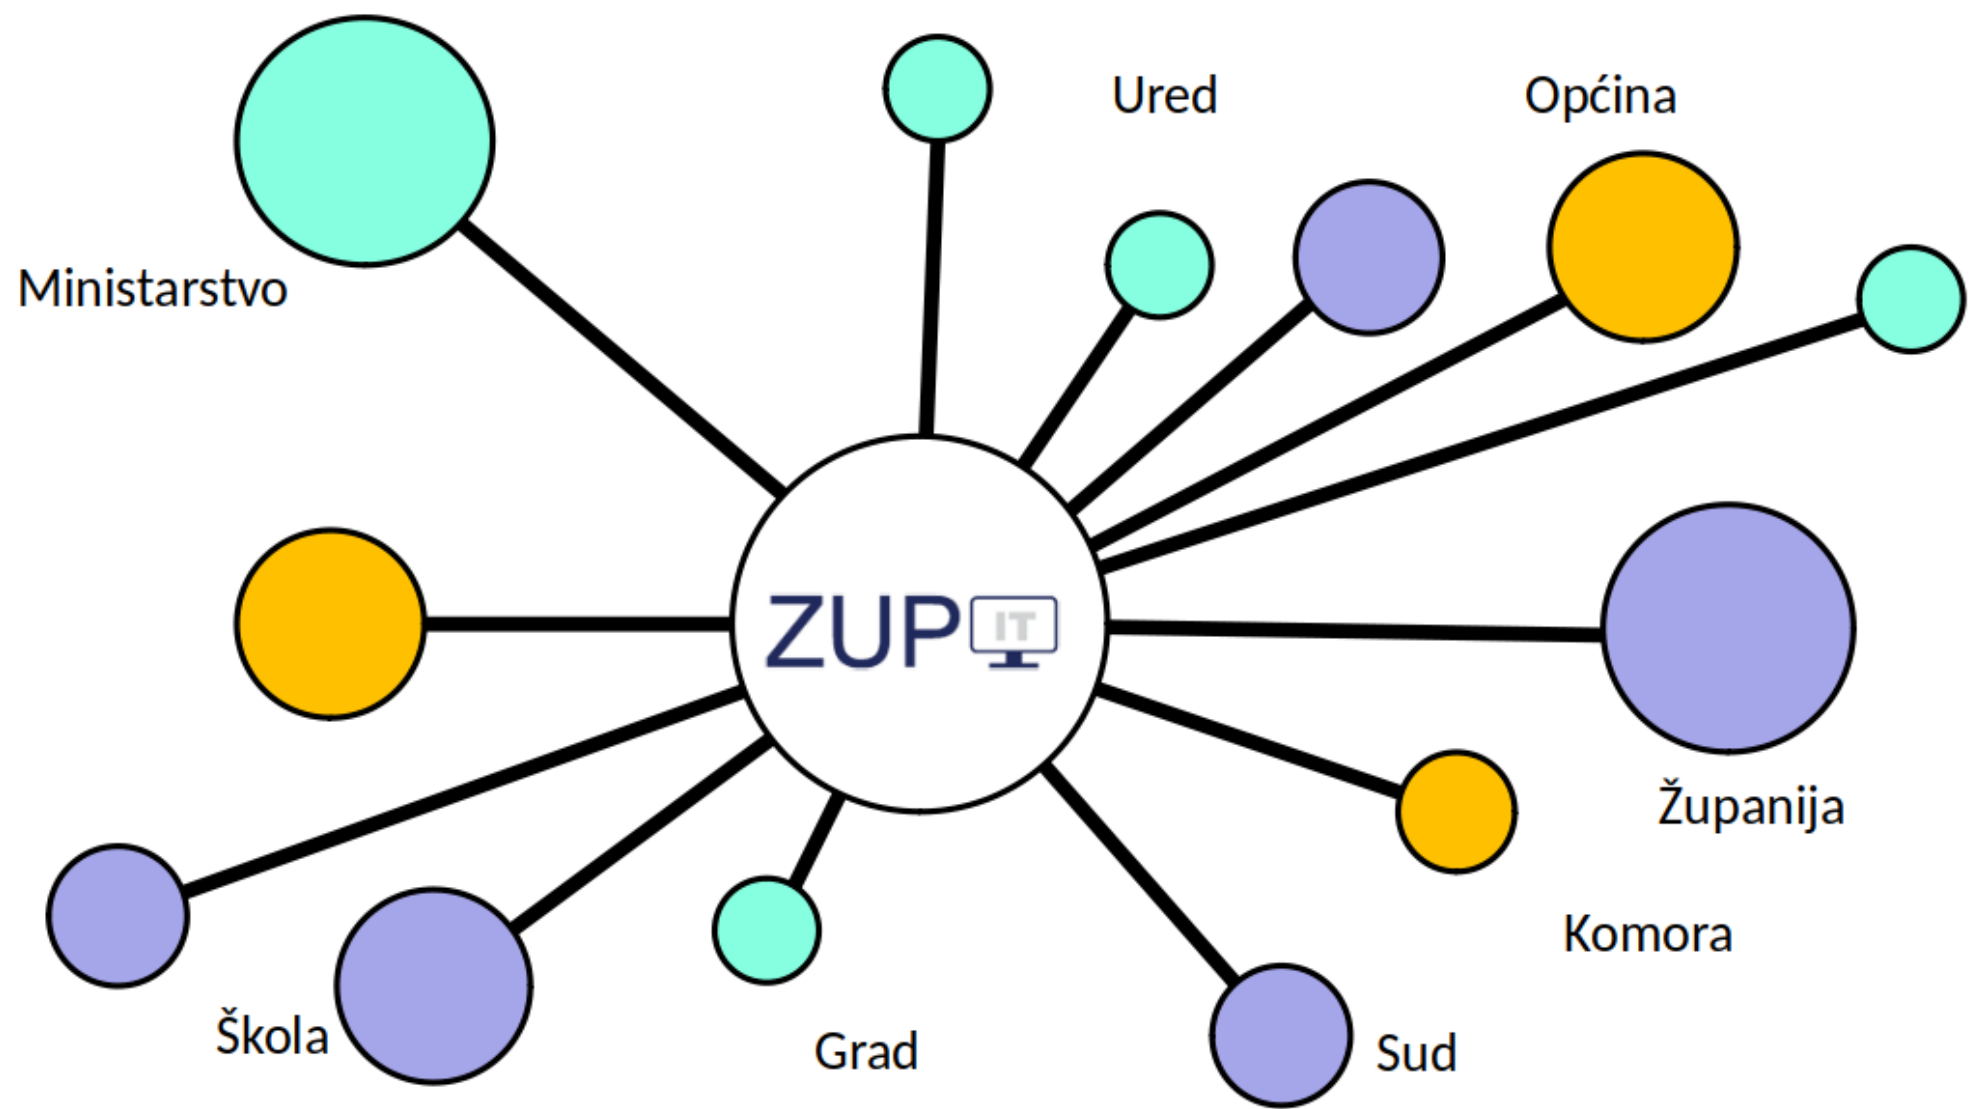 Ured
Općina
Ministarstvo
ZUP IT
Županija
Komora
Škola
Grad
Sud